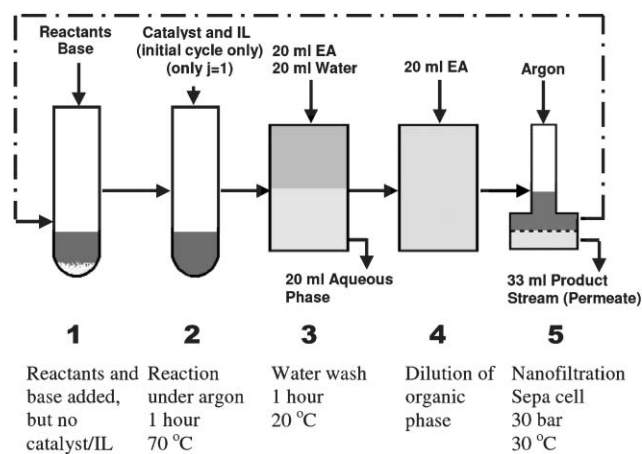 Reactants
Base
Catalyst and IL
(initial cycle only)
(only j=1)
20 ml EA
20 ml Water
20 ml EA
Argon
20 ml Aqueous
Phase
33 ml Product
Stream (Permeate)
1
2
3
4
5
Reactants and
base added,
but no
catalyst/IL
Reaction
under argon
1 hour
70 °C
Water wash
1 hour
20 °C
Dilution of
organic
phase
Nanofiltration
Sepa cell
30 bar
30 °C